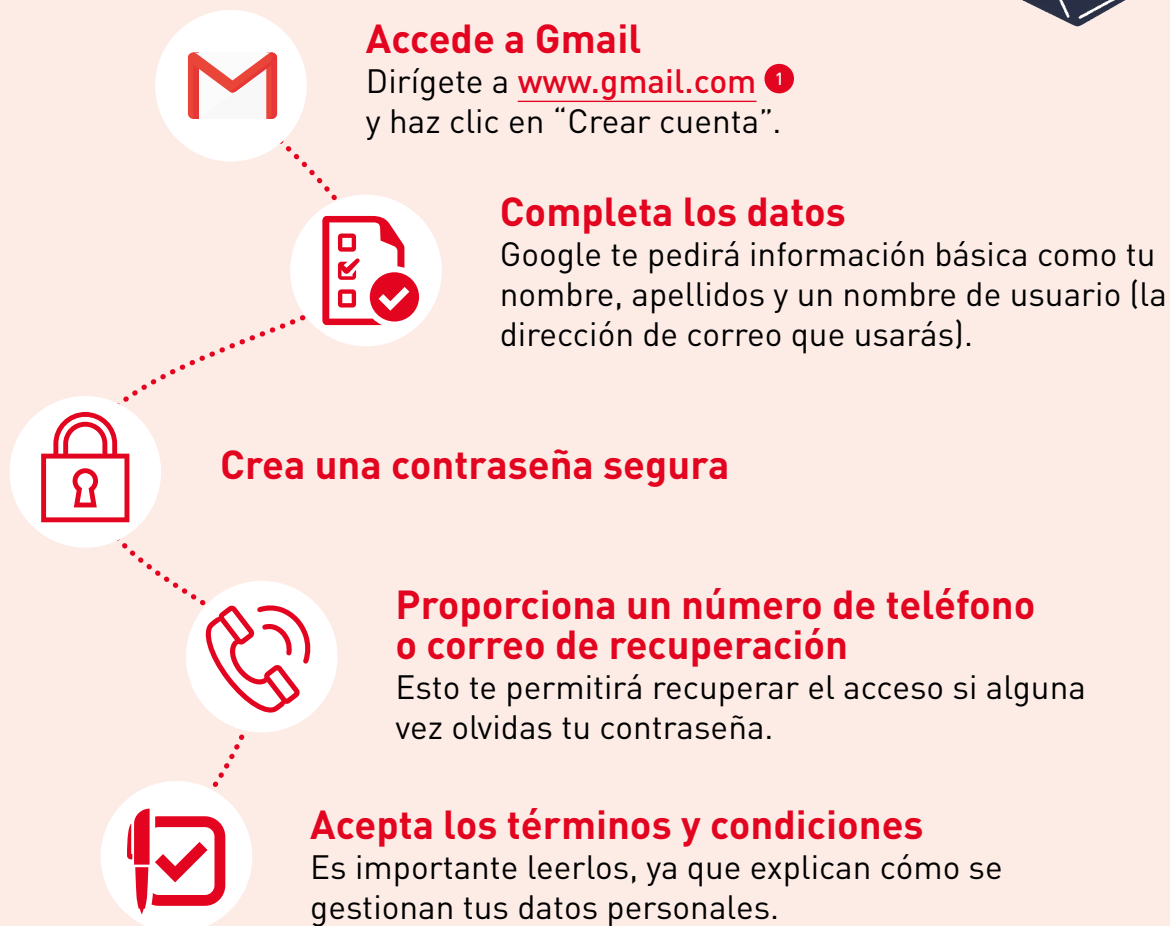 Accede a Gmail
Dirígete a www.gmail.com 1
y haz clic en “Crear cuenta”.
Completa los datos
Google te pedirá información básica como tu
nombre, apellidos y un nombre de usuario (la
dirección de correo que usarás).
Crea una contraseña segura
Proporciona un número de teléfono
o correo de recuperación
Esto te permitirá recuperar el acceso si alguna
vez olvidas tu contraseña.
Acepta los términos y condiciones
Es importante leerlos, ya que explican cómo se
gestionan tus datos personales.